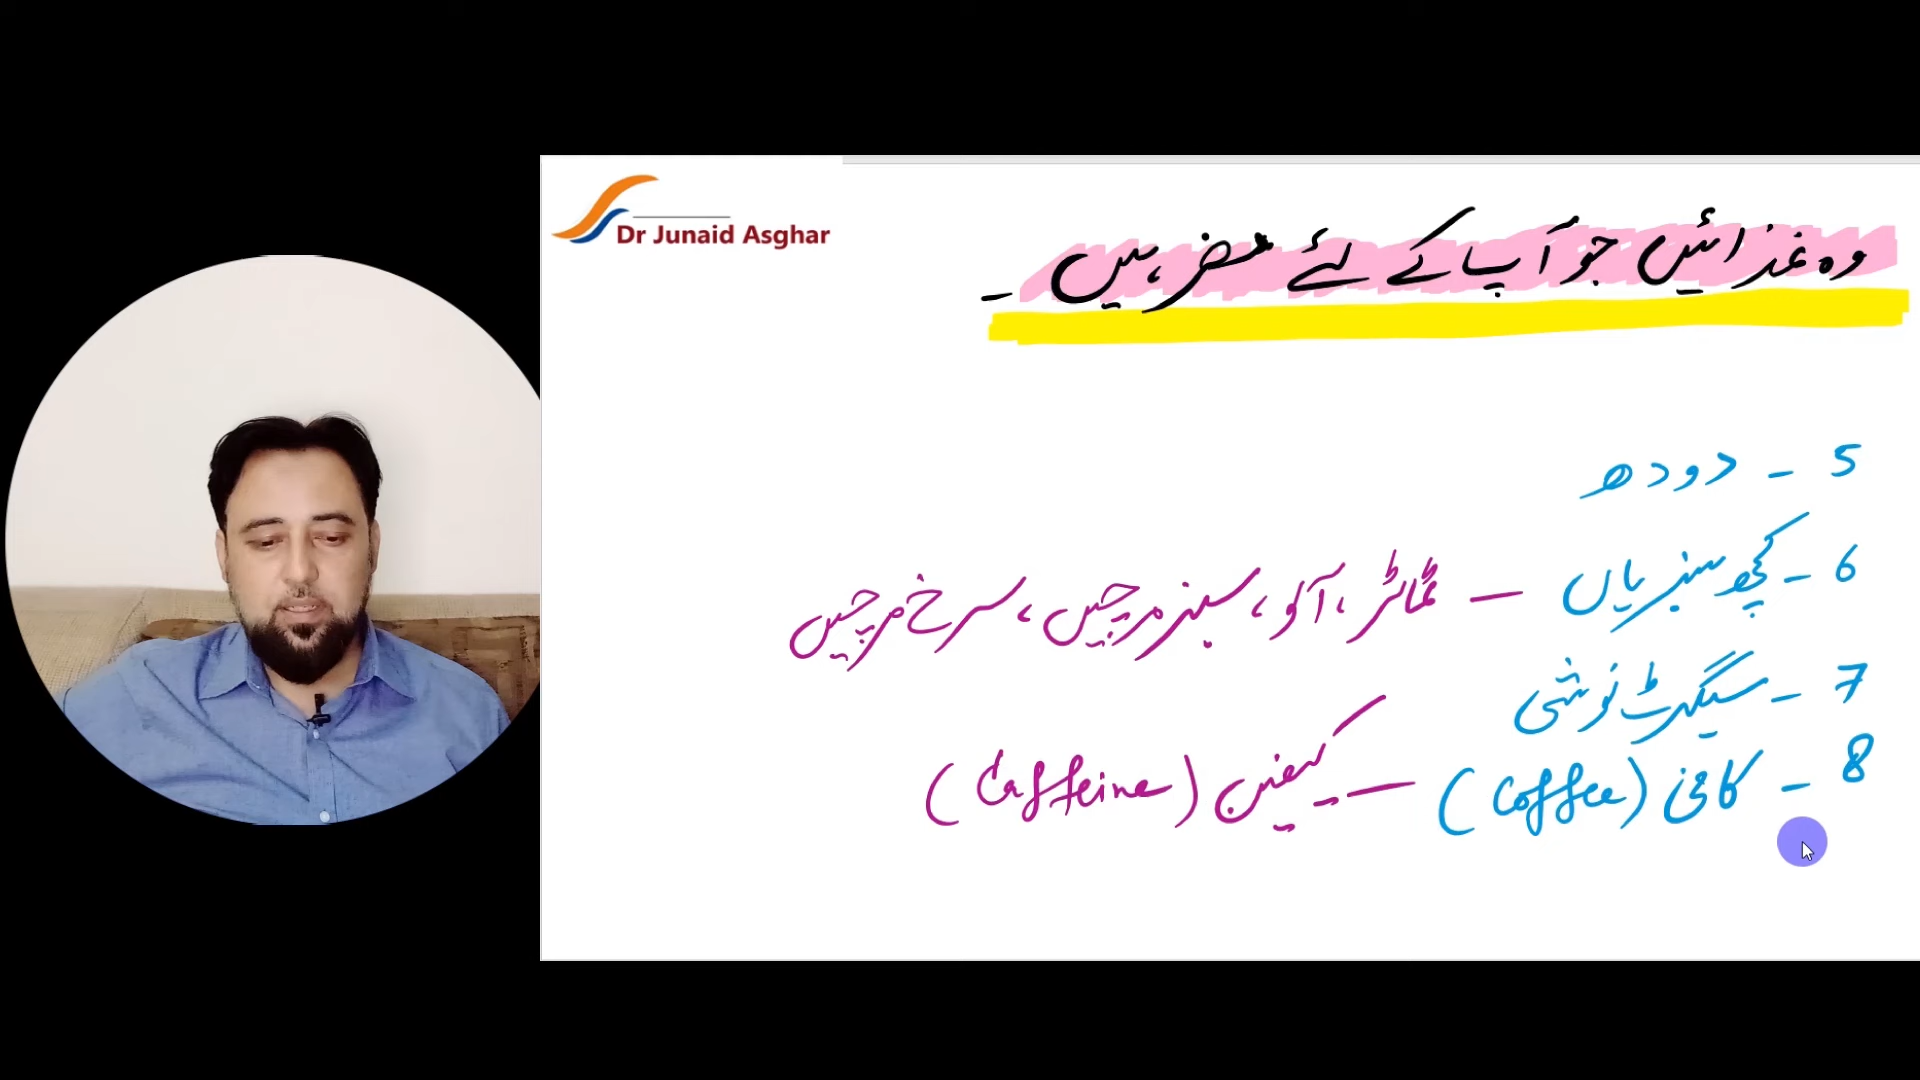 Dr Junaid Asghar
وہ غذائیں جو آپ کے لئے مضر ہیں ۔
5 - دودھ
6 - کچھ سبزیاں — ٹماٹر، آلو، سبز مرچیں، سرخ مرچیں
7 - سیگریٹ نوشی
8 - کافی (Coffee) — کیفین (Caffeine)